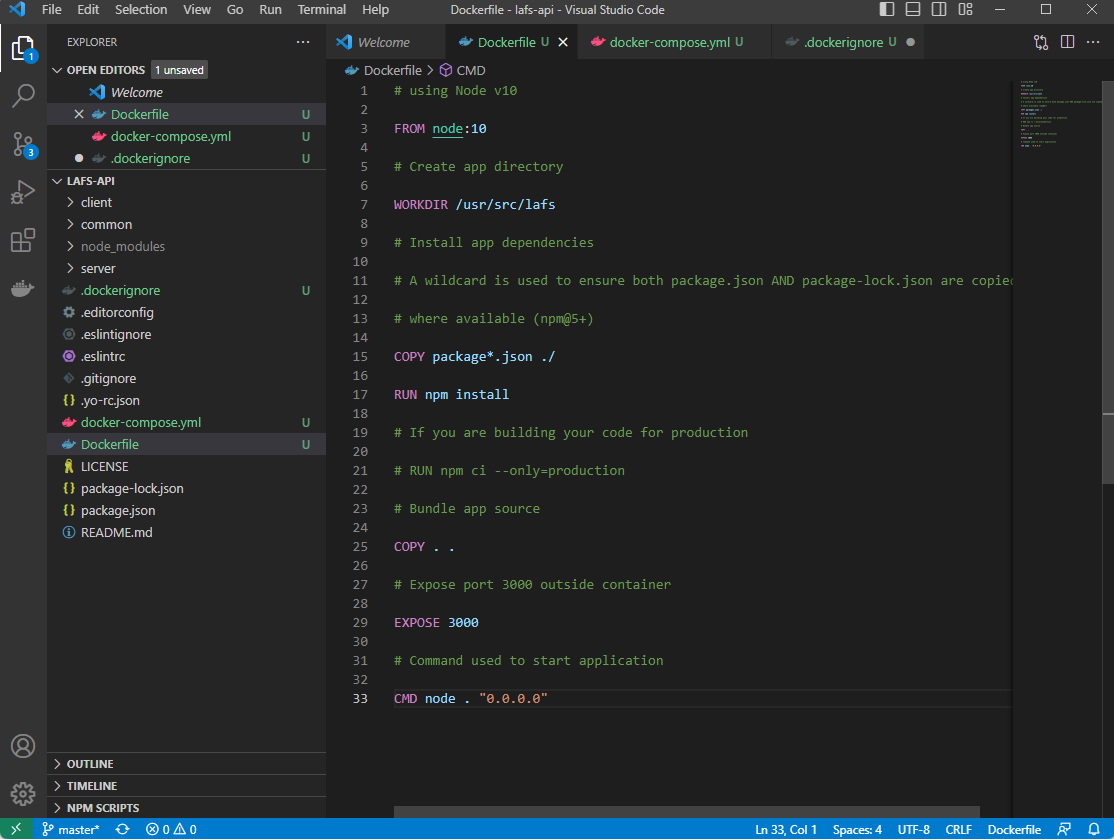 File Edit Selection View Go Run Terminal Help Dockerfile - lafs-api - Visual Studio Code
EXPLORER ···
Welcome Dockerfile U docker-compose.yml U .dockerignore U
OPEN EDITORS 1 unsaved
Welcome
Dockerfile U
docker-compose.yml U
.dockerignore U
LAFS-API
client
common
node_modules
server
.dockerignore U
.editorconfig
.eslintignore
.eslintrc
.gitignore
.yo-rc.json
docker-compose.yml U
Dockerfile U
LICENSE
package-lock.json
package.json
README.md
OUTLINE
TIMELINE
NPM SCRIPTS
1
3
Dockerfile > CMD
1 # using Node v10
2
3 FROM node:10
4
5 # Create app directory
6
7 WORKDIR /usr/src/lafs
8
9 # Install app dependencies
10
11 # A wildcard is used to ensure both package.json AND package-lock.json are copied
12
13 # where available (npm@5+)
14
15 COPY package*.json ./
16
17 RUN npm install
18
19 # If you are building your code for production
20
21 # RUN npm ci --only=production
22
23 # Bundle app source
24
25 COPY . .
26
27 # Expose port 3000 outside container
28
29 EXPOSE 3000
30
31 # Command used to start application
32
33 CMD node . "0.0.0.0"
master* 0 0 Ln 33, Col 1 Spaces: 4 UTF-8 CRLF Dockerfile